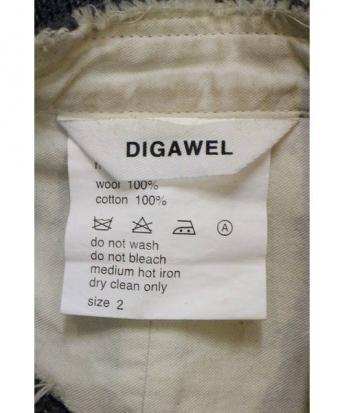 DIGAWEL
wool 100%
cotton 100%
A
do not wash
do not bleach
medium hot iron
dry clean only
size 2